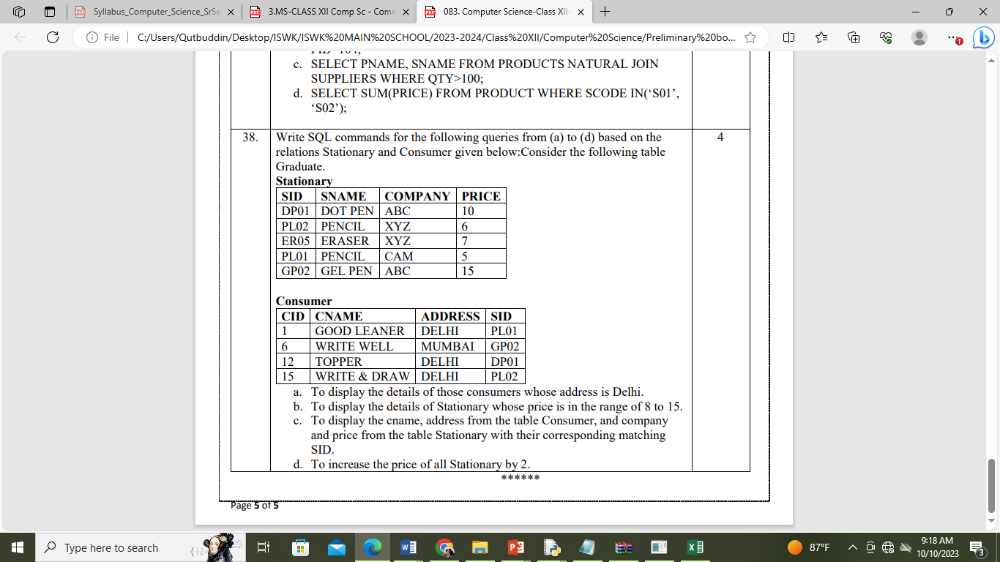 Syllabus_Computer_Science_SrSe
3.MS-CLASS XII Comp Sc - Comm
083. Computer Science-Class XII-
File
C:/Users/Qutbuddin/Desktop/ISWK/ISWK%20MAIN%20SCHOOL/2023-2024/Class%20XII/Computer%20Science/Preliminary%20bo...
c. SELECT PNAME, SNAME FROM PRODUCTS NATURAL JOIN
SUPPLIERS WHERE QTY>100;
d. SELECT SUM(PRICE) FROM PRODUCT WHERE SCODE IN(‘S01’,
‘S02’);
38. Write SQL commands for the following queries from (a) to (d) based on the 4
relations Stationary and Consumer given below:Consider the following table
Graduate.
Stationary
SID SNAME COMPANY PRICE
DP01 DOT PEN ABC 10
PL02 PENCIL XYZ 6
ER05 ERASER XYZ 7
PL01 PENCIL CAM 5
GP02 GEL PEN ABC 15
Consumer
CID CNAME ADDRESS SID
1 GOOD LEANER DELHI PL01
6 WRITE WELL MUMBAI GP02
12 TOPPER DELHI DP01
15 WRITE & DRAW DELHI PL02
a. To display the details of those consumers whose address is Delhi.
b. To display the details of Stationary whose price is in the range of 8 to 15.
c. To display the cname, address from the table Consumer, and company
and price from the table Stationary with their corresponding matching
SID.
d. To increase the price of all Stationary by 2.
******
Page 5 of 5
Type here to search
87°F
9:18 AM
10/10/2023
3